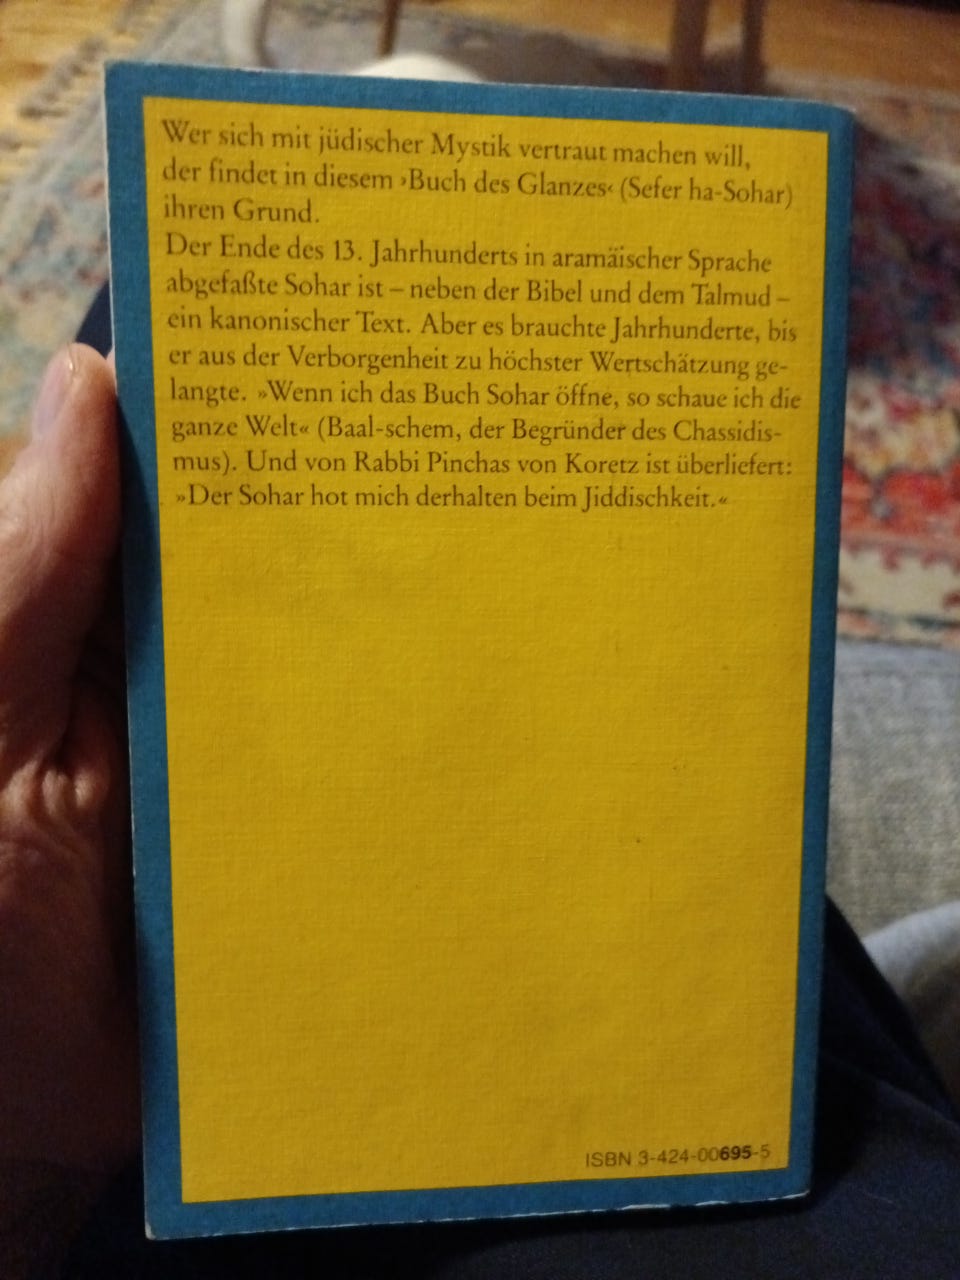 Wer sich mit jüdischer Mystik vertraut machen will,
der findet in diesem ›Buch des Glanzes‹ (Sefer ha-Sohar)
ihren Grund.
Der Ende des 13. Jahrhunderts in aramäischer Sprache
abgefaßte Sohar ist – neben der Bibel und dem Talmud –
ein kanonischer Text. Aber es brauchte Jahrhunderte, bis
er aus der Verborgenheit zu höchster Wertschätzung ge-
langte. »Wenn ich das Buch Sohar öffne, so schaue ich die
ganze Welt« (Baal-schem, der Begründer des Chassidis-
mus). Und von Rabbi Pinchas von Koretz ist überliefert:
»Der Sohar hot mich derhalten beim Jiddischkeit.«
ISBN 3-424-00695-5